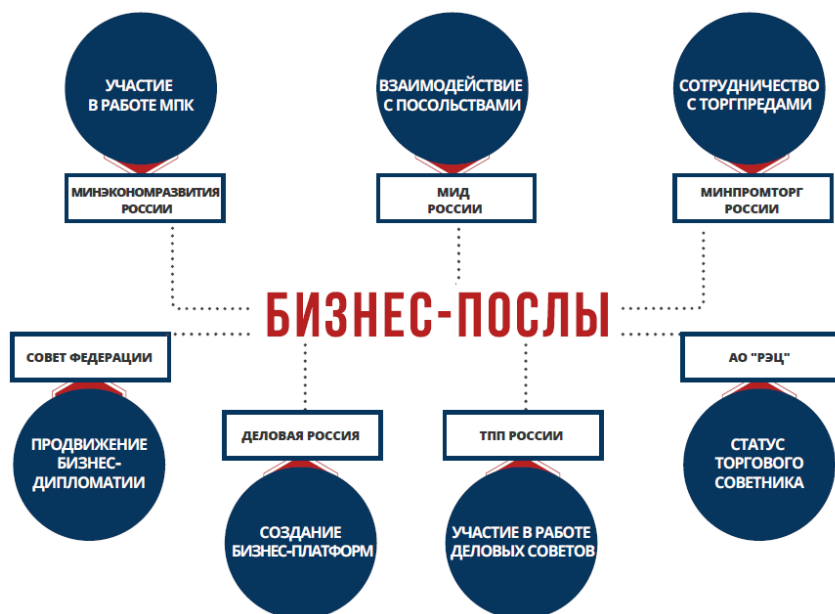 УЧАСТИЕ
В РАБОТЕ МПК
ВЗАИМОДЕЙСТВИЕ
С ПОСОЛЬСТВАМИ
СОТРУДНИЧЕСТВО
С ТОРГПРЕДАМИ
МИНЭКОНОМРАЗВИТИЯ
РОССИИ
МИД
РОССИИ
МИНПРОМТОРГ
РОССИИ
БИЗНЕС-ПОСЛЫ
СОВЕТ ФЕДЕРАЦИИ
АО "РЭЦ"
ПРОДВИЖЕНИЕ
БИЗНЕС-
ДИПЛОМАТИИ
ДЕЛОВАЯ РОССИЯ
ТПП РОССИИ
СТАТУС
ТОРГОВОГО
СОВЕТНИКА
СОЗДАНИЕ
БИЗНЕС-ПЛАТФОРМ
УЧАСТИЕ В РАБОТЕ
ДЕЛОВЫХ СОВЕТОВ